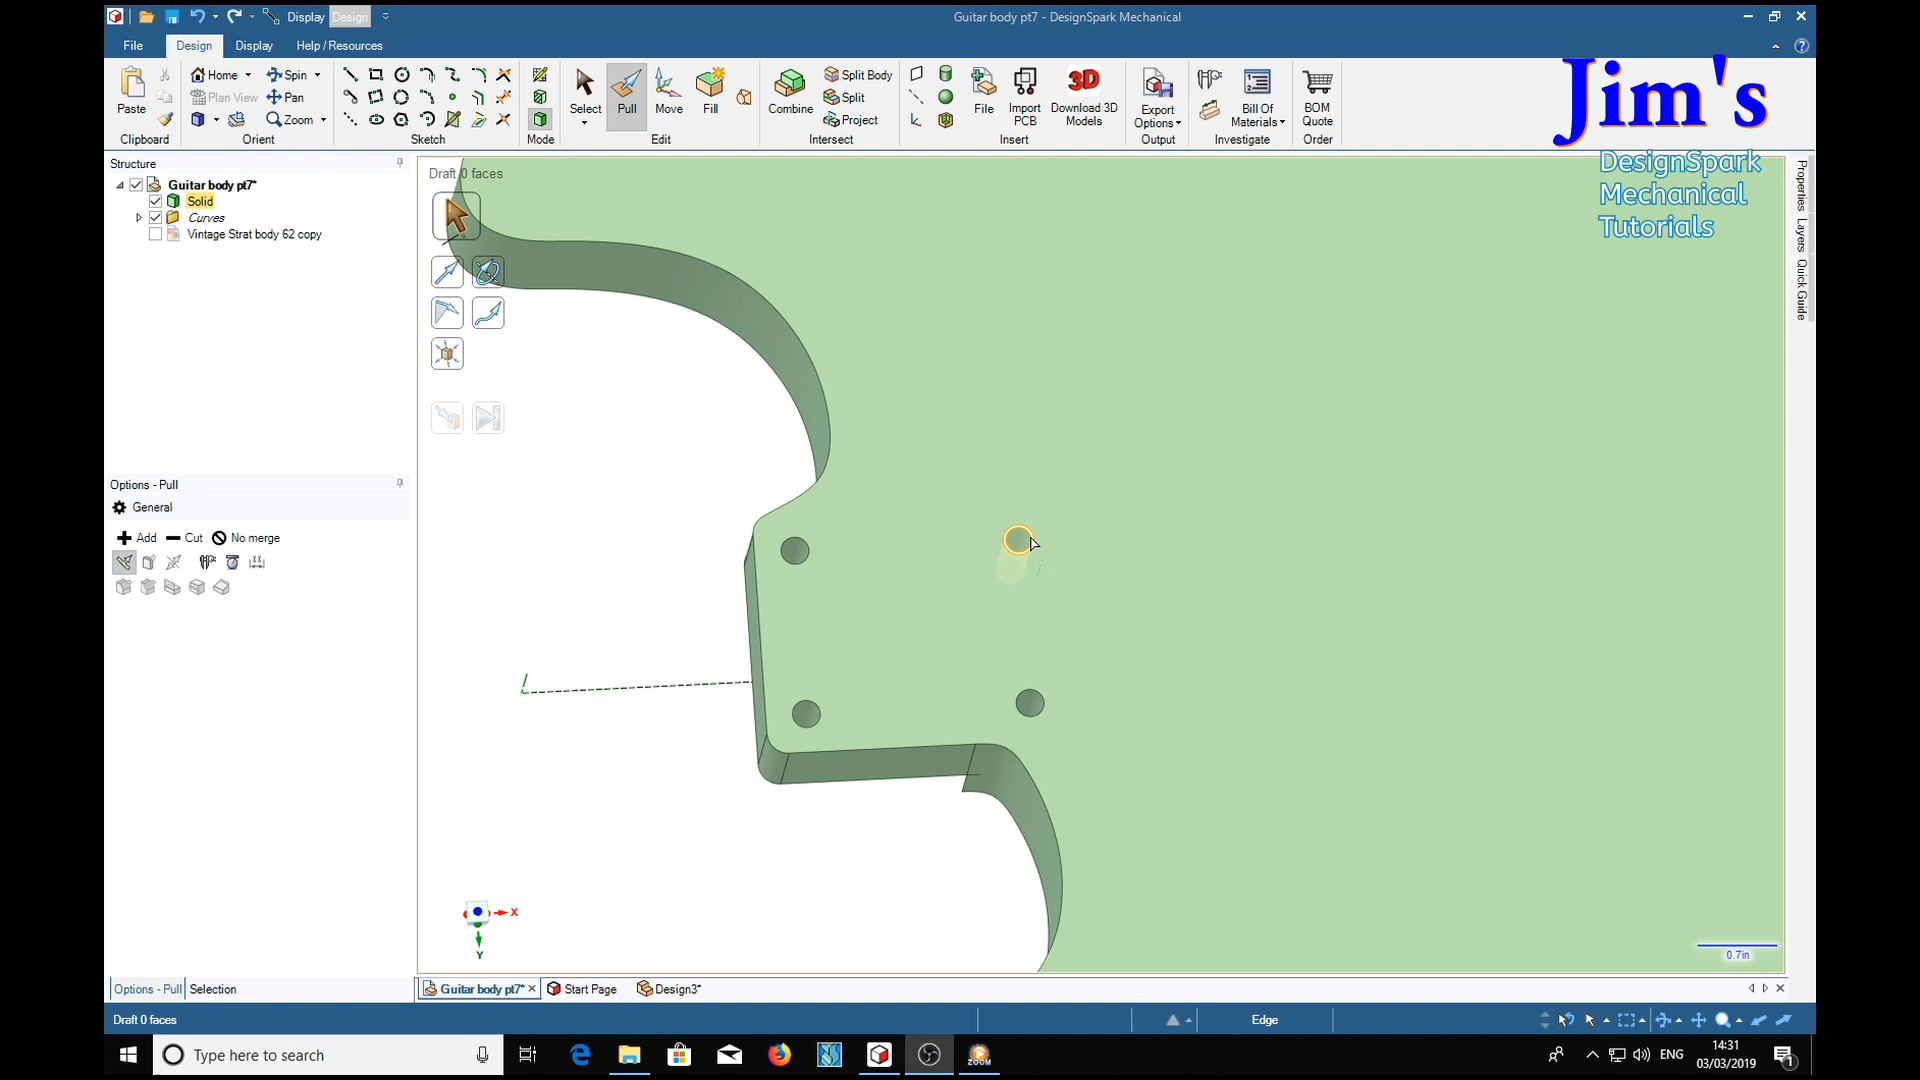 Display Design
Guitar body pt7 - DesignSpark Mechanical
File Design Display Help / Resources
Paste
Clipboard
Home Spin
Plan View Pan
Zoom
Orient
Sketch
Mode
Select Pull Move Fill
Edit
Combine
Split Body
Split
Project
Intersect
File
Import PCB
Download 3D Models
3D
Insert
Export Options
Output
Bill Of Materials
Investigate
BOM Quote
Order
Jim's
DesignSpark
Mechanical
Tutorials
Structure
Guitar body pt7*
Solid
Curves
Vintage Strat body 62 copy
Draft 0 faces
Properties
Layers
Quick Guide
Options - Pull
General
Add Cut No merge
X
Y
0.7in
Options - Pull Selection
Guitar body pt7* Start Page Design3*
Draft 0 faces
Edge
Type here to search
ZOOM
ENG
14:31
03/03/2019
1